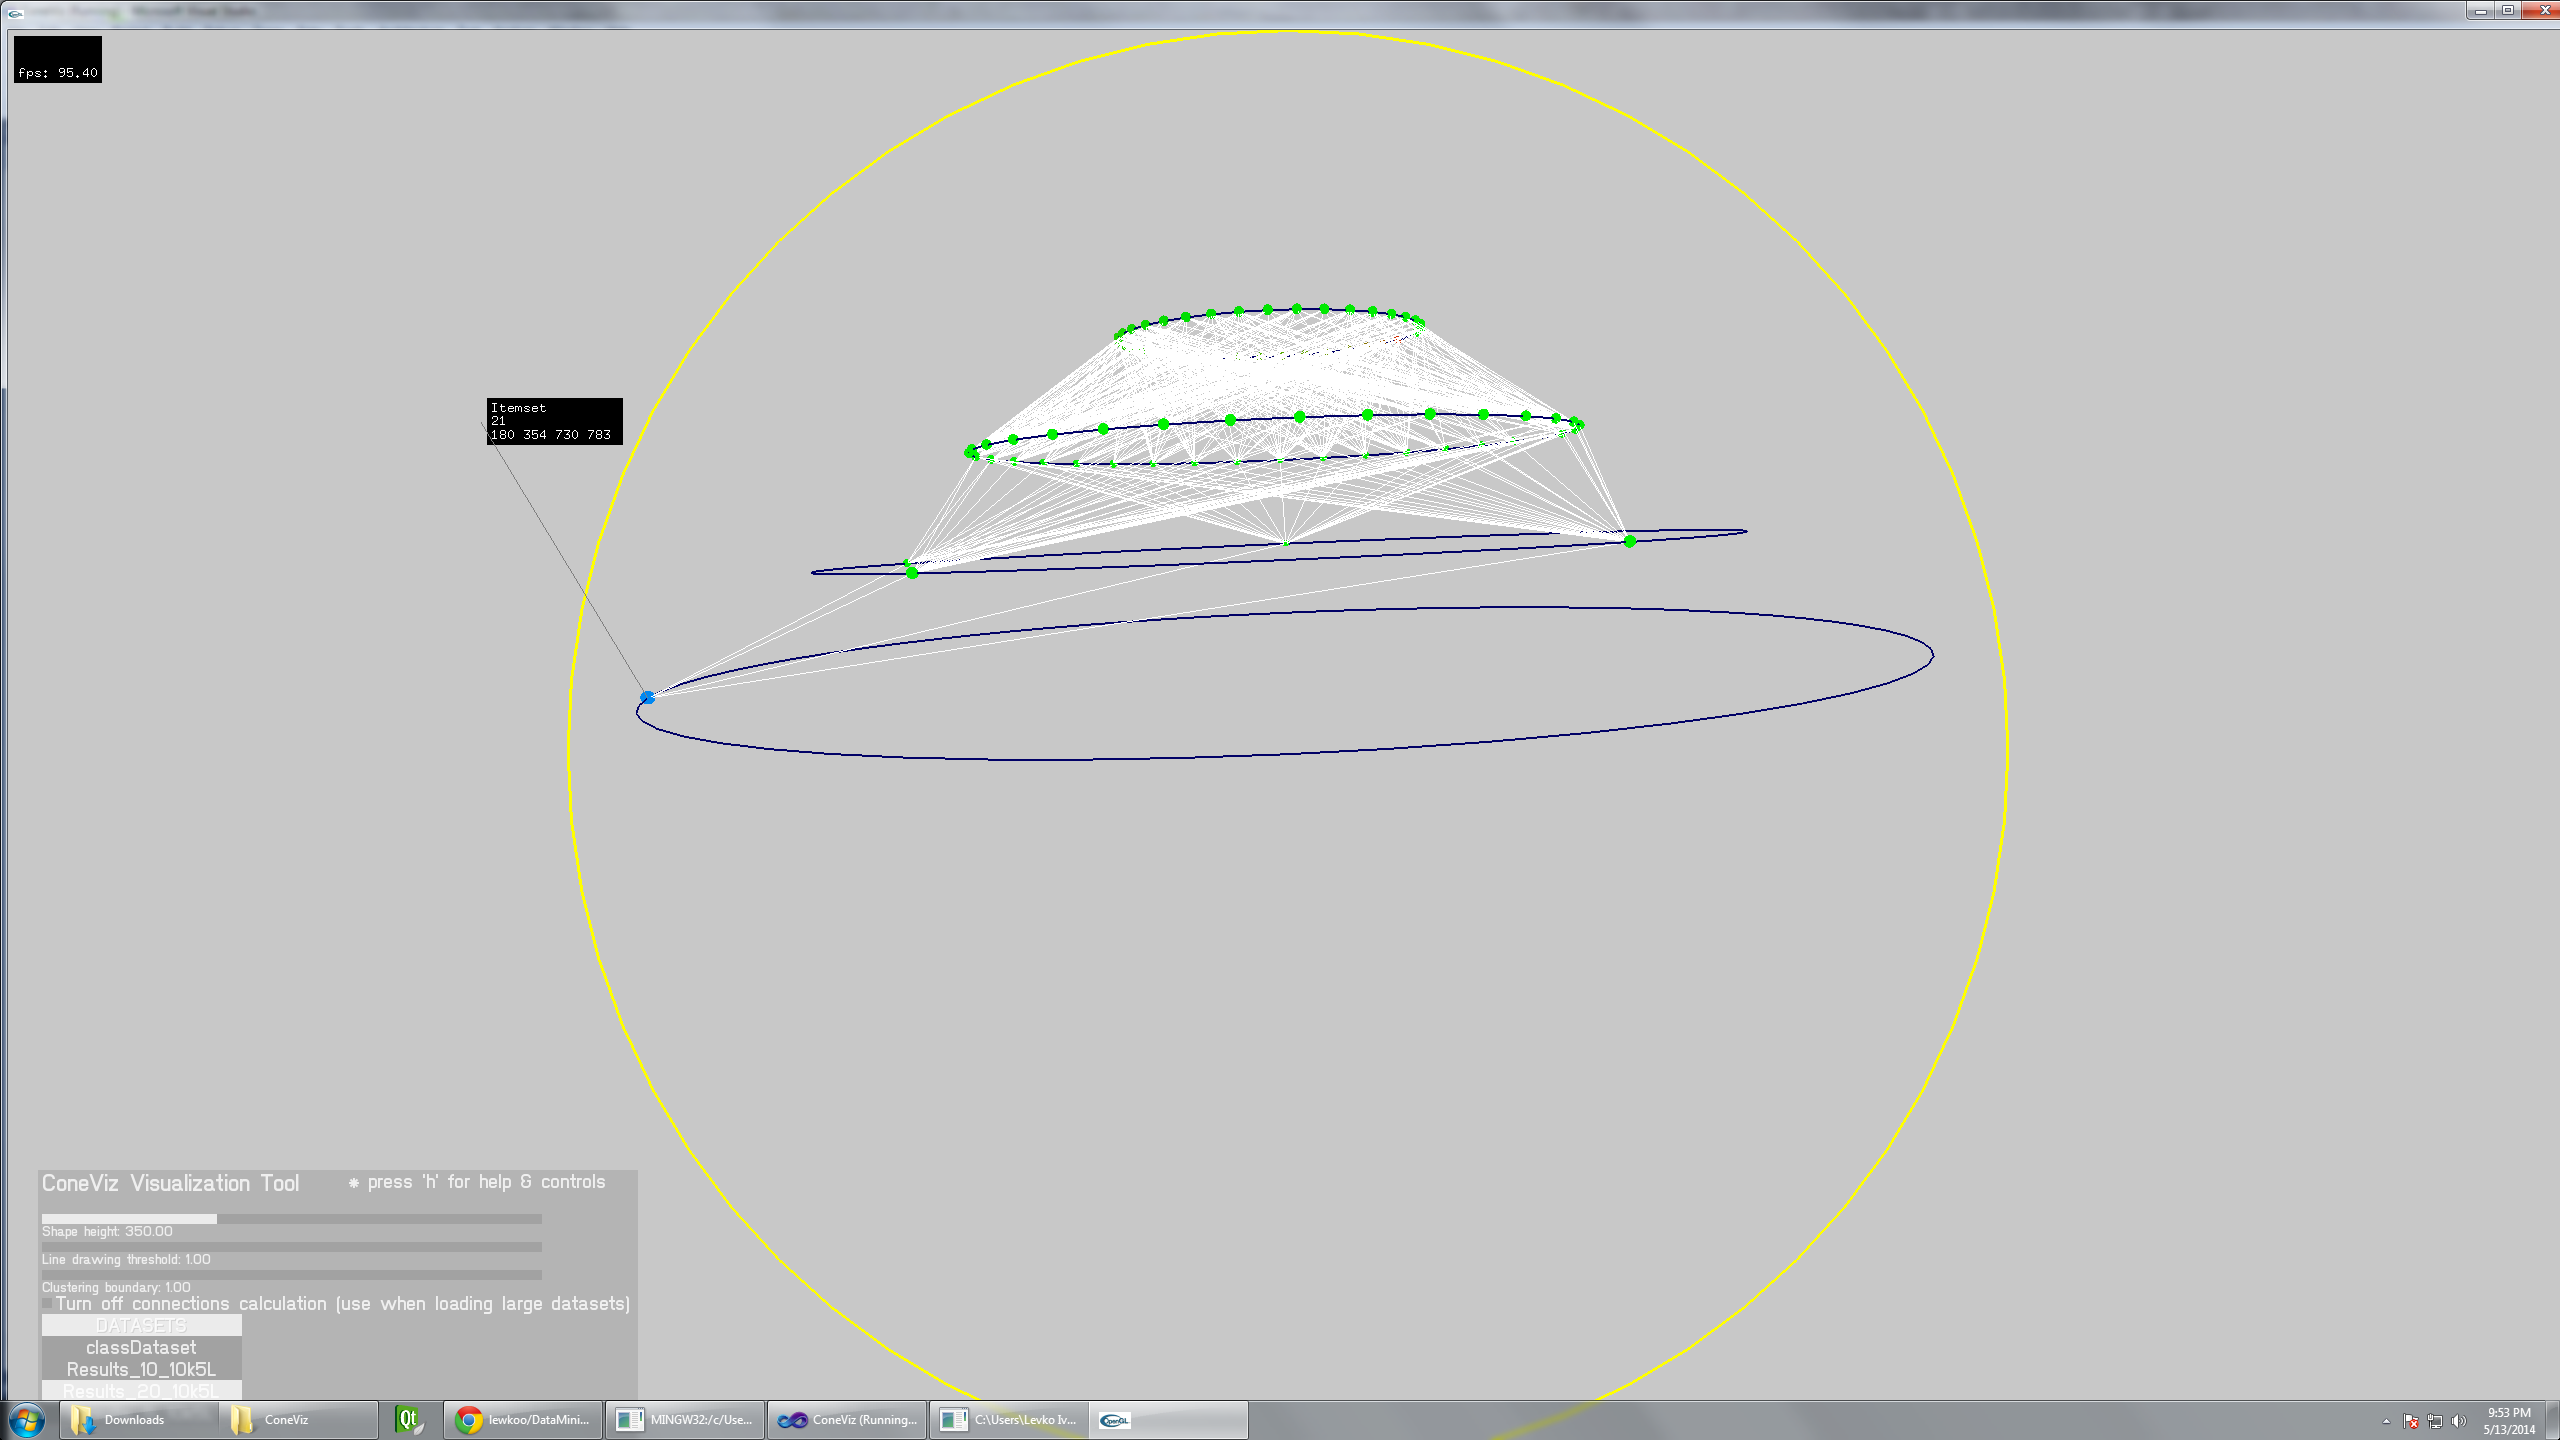 fps: 95.40
Itemset
21
180 354 730 783
ConeViz Visualization Tool * press 'h' for help & controls
Shape height: 350.00
Line drawing threshold: 1.00
Clustering boundary: 1.00
Turn off connections calculation (use when loading large datasets)
DATASETS
classDataset
Results_10_10k5L
Results_20_10k5L
Downloads
ConeViz
Qt
lewkoo/DataMini...
MINGW32:/c/Use...
ConeViz (Running...
C:\Users\Levko Iv...
OpenGL
9:53 PM
5/13/2014